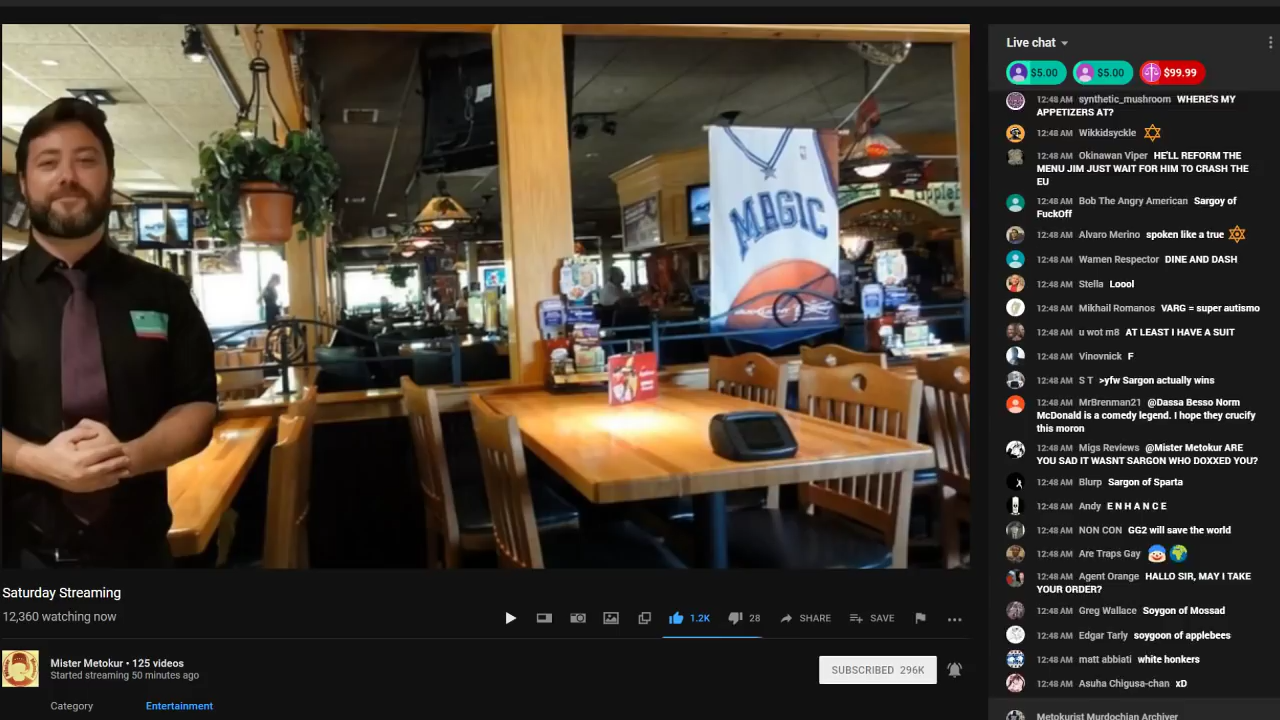 Live chat
$5.00 $5.00 $99.99
12:48 AM synthetic_mushroom WHERE'S MY
APPETIZERS AT?
12:48 AM Wikkidsyckle
12:48 AM Okinawan Viper HE'LL REFORM THE
MENU JIM JUST WAIT FOR HIM TO CRASH THE
EU
12:48 AM Bob The Angry American Sargoy of
FuckOff
12:48 AM Alvaro Merino spoken like a true
12:48 AM Wamen Respector DINE AND DASH
12:48 AM Stella Loool
12:48 AM Mikhail Romanos VARG = super autismo
12:48 AM u wot m8 AT LEAST I HAVE A SUIT
12:48 AM Vinovnick F
12:48 AM S T >yfw Sargon actually wins
12:48 AM MrBrenman21 @Dassa Besso Norm
McDonald is a comedy legend. I hope they crucify
this moron
12:48 AM Migs Reviews @Mister Metokur ARE
YOU SAD IT WASNT SARGON WHO DOXXED YOU?
12:48 AM Blurp Sargon of Sparta
12:48 AM Andy E N H A N C E
12:48 AM NON CON GG2 will save the world
12:48 AM Are Traps Gay
12:48 AM Agent Orange HALLO SIR, MAY I TAKE
YOUR ORDER?
12:48 AM Greg Wallace Soygon of Mossad
12:48 AM Edgar Tarly soygoon of applebees
12:48 AM matt abbiati white honkers
12:48 AM Asuha Chigusa-chan xD
Metokurist Murdochian Archiver
MAGIC
Saturday Streaming
12,360 watching now
1.2K 28 SHARE SAVE
Mister Metokur • 125 videos
Started streaming 50 minutes ago
SUBSCRIBED 296K
Category Entertainment